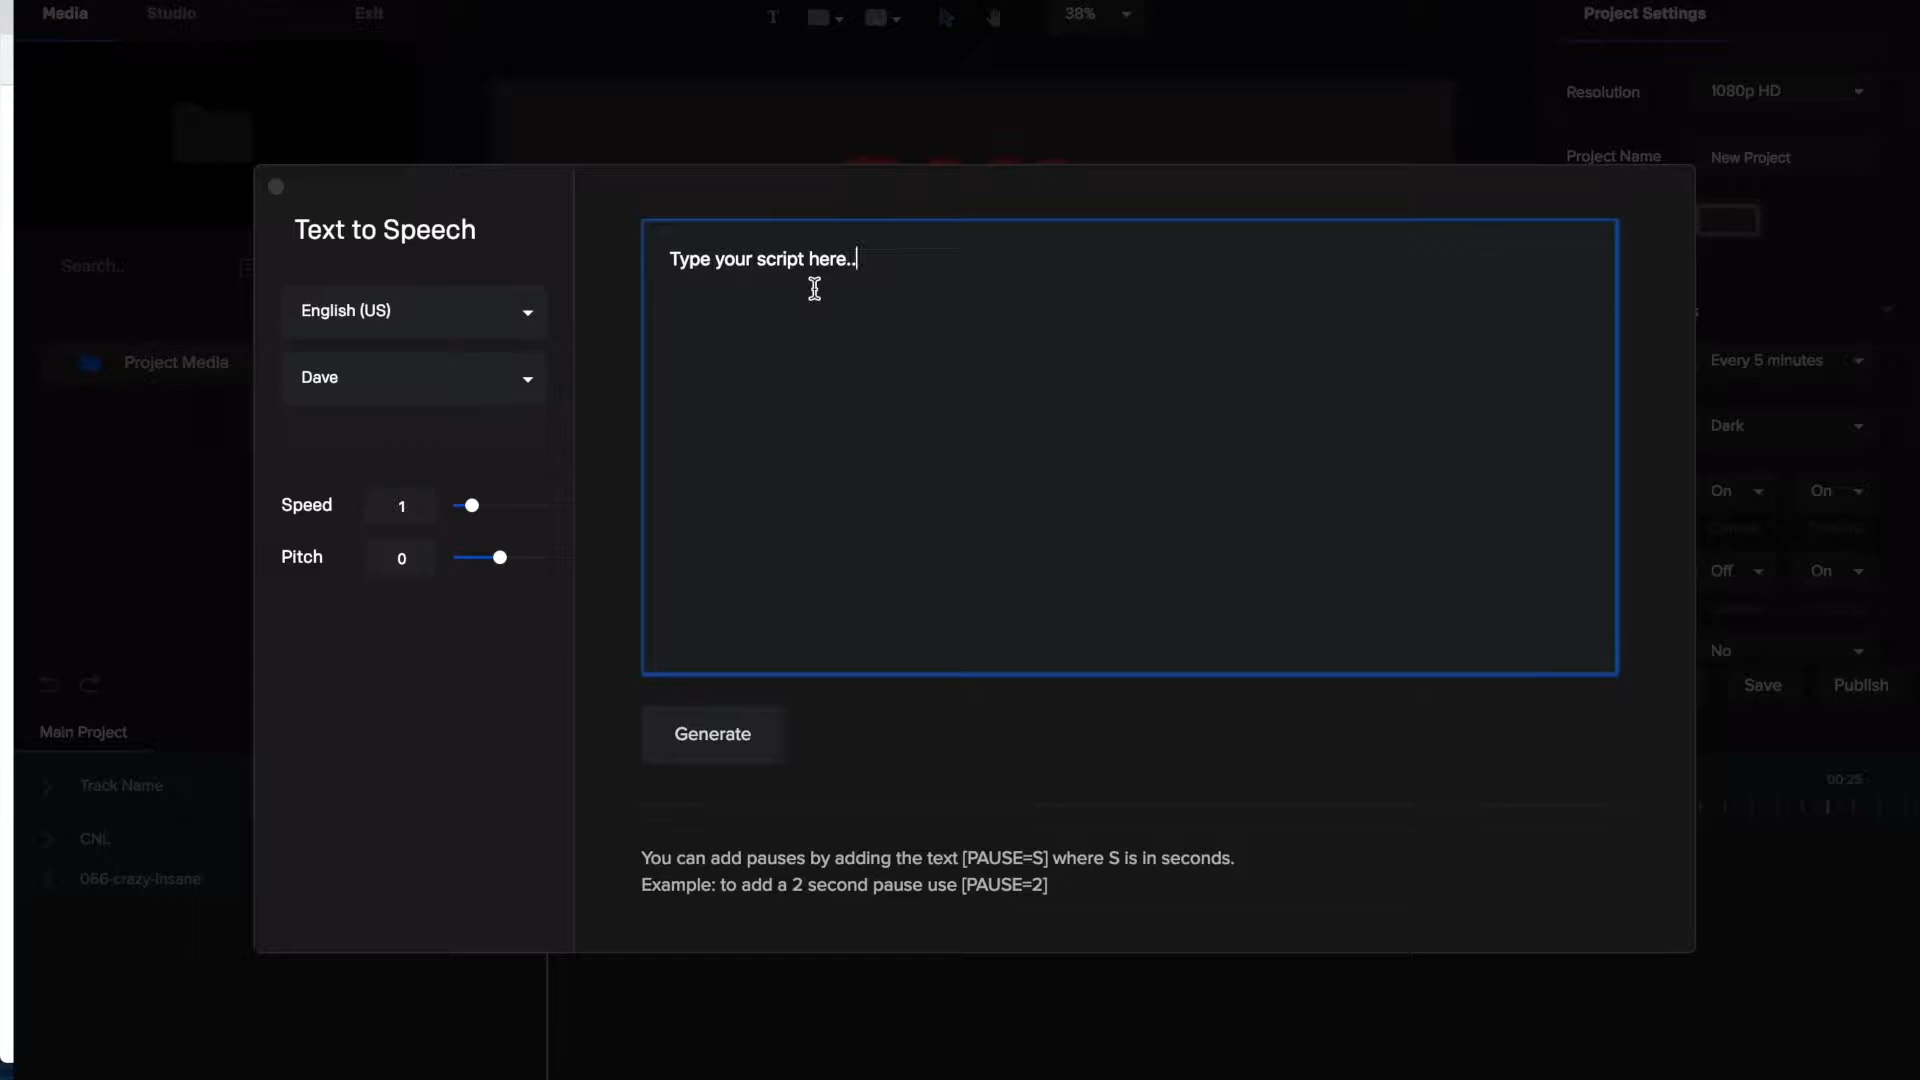 Media
Studio
Exit
T
38%
Project Settings
Resolution
1080p HD
Project Name
New Project
Text to Speech
Type your script here..
Search..
English (US)
Project Media
Every 5 minutes
Dave
Dark
Speed
1
On
On
Pitch
0
Off
On
No
Save
Publish
Main Project
Generate
Track Name
00:25
CNL
066-crazy-insane
You can add pauses by adding the text [PAUSE=S] where S is in seconds.
Example: to add a 2 second pause use [PAUSE=2]